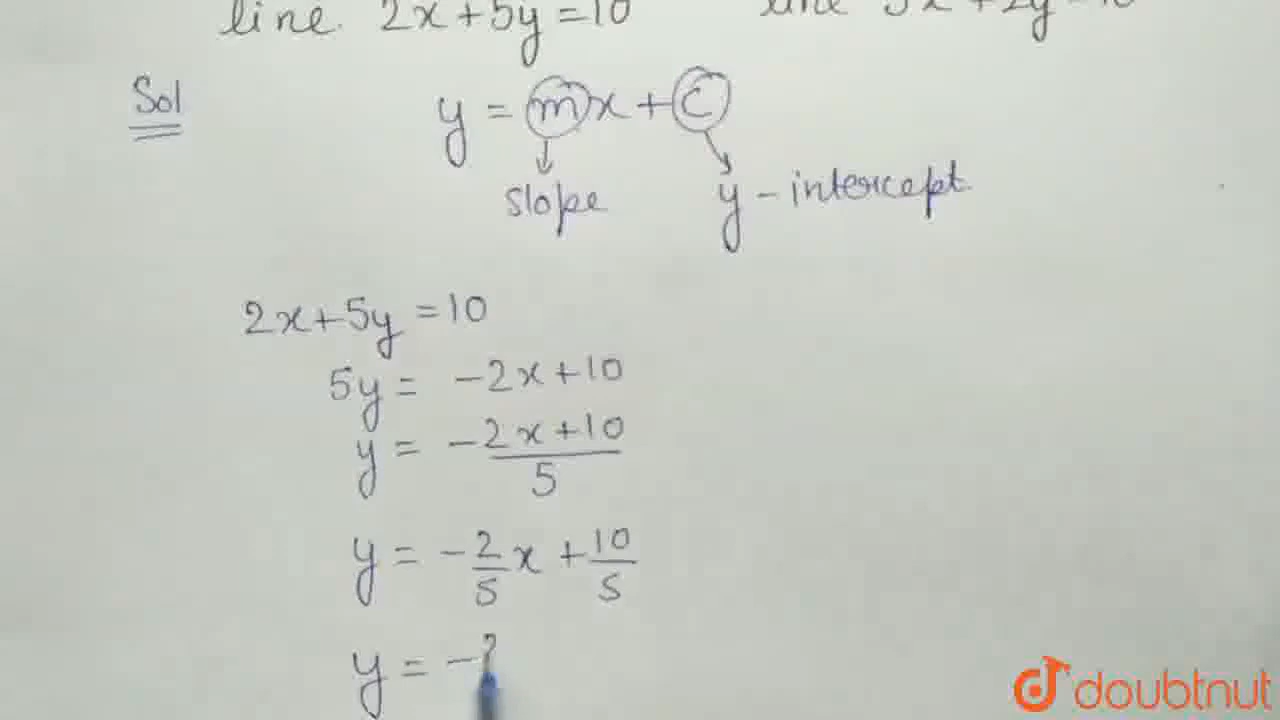 line 2x+5y=10 line
Sol
y = mx + c
slope y-intercept
2x+5y=10
5y = -2x+10
y = -2x+10
5
y = -2/5 x + 10/5
y = -
doubtnut